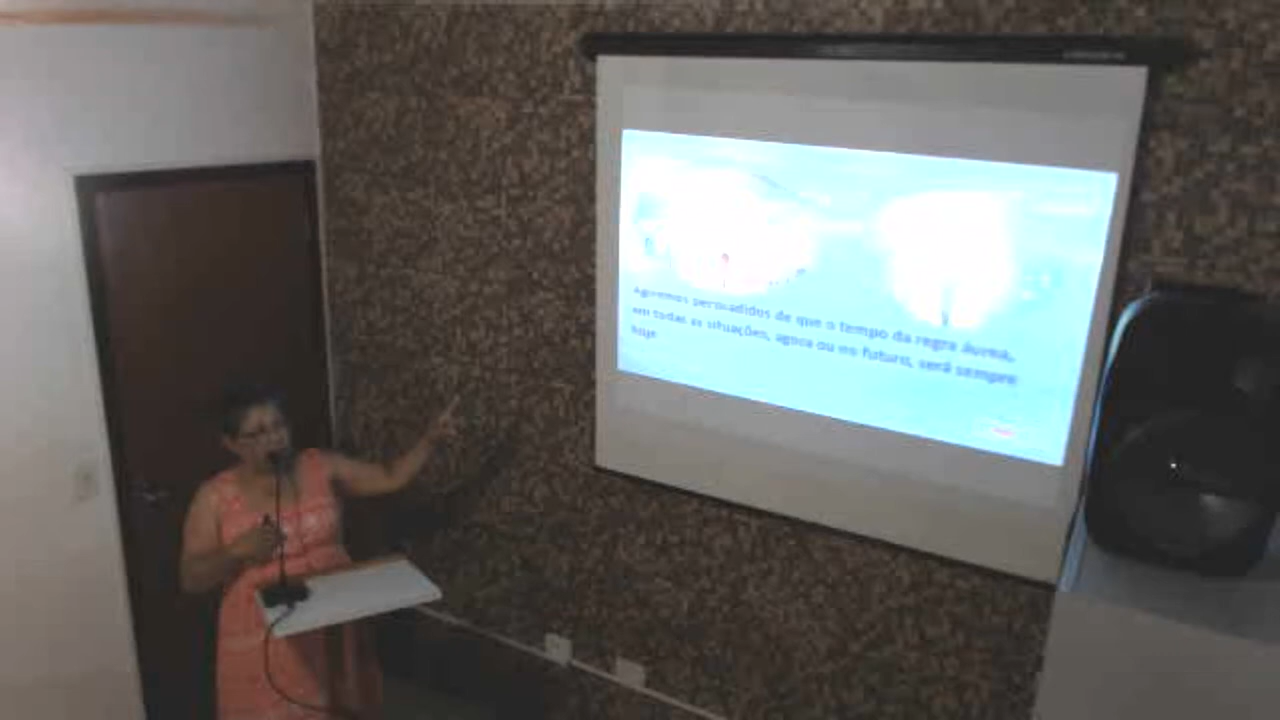 Agiremos persuadidos de que o tempo da regra áurea,
em todas as situações, agora ou no futuro, será sempre
hoje.